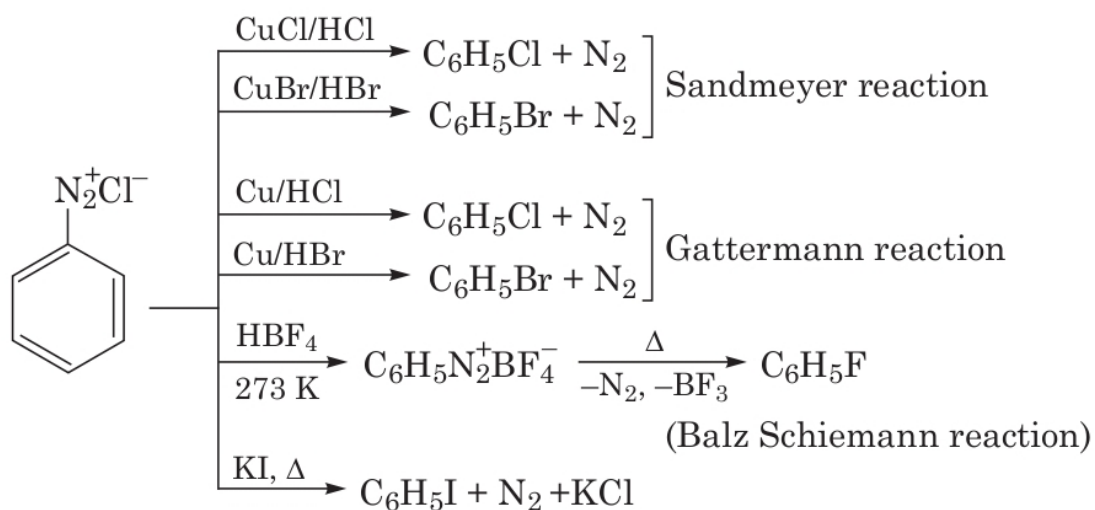 CuCl/HCl
C₆H₅Cl + N₂
CuBr/HBr
C₆H₅Br + N₂
Sandmeyer reaction
N₂⁺Cl⁻
Cu/HCl
C₆H₅Cl + N₂
Cu/HBr
C₆H₅Br + N₂
Gattermann reaction
HBF₄
273 K
C₆H₅N₂⁺BF₄⁻
Δ
–N₂, –BF₃
C₆H₅F
(Balz Schiemann reaction)
KI, Δ
C₆H₅I + N₂ +KCl